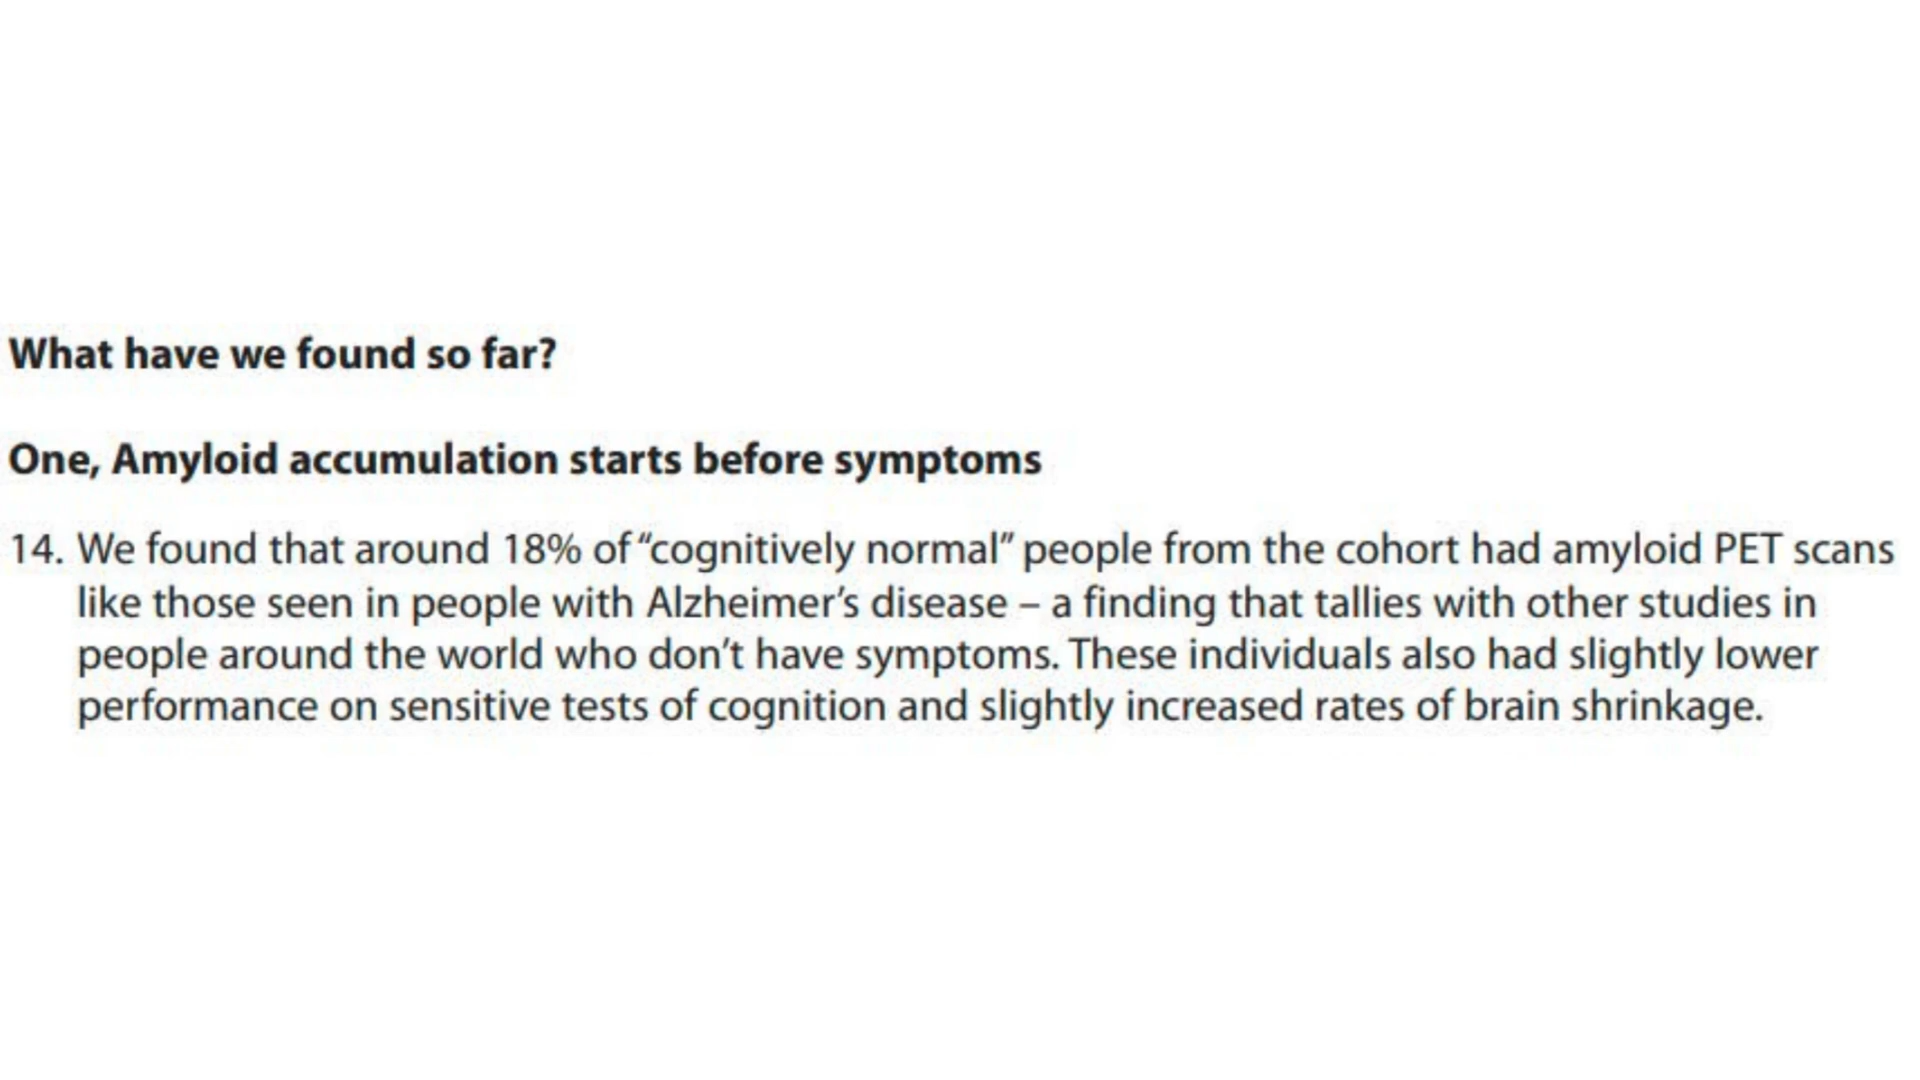 What have we found so far?
One, Amyloid accumulation starts before symptoms
14. We found that around 18% of “cognitively normal” people from the cohort had amyloid PET scans
like those seen in people with Alzheimer’s disease – a finding that tallies with other studies in
people around the world who don’t have symptoms. These individuals also had slightly lower
performance on sensitive tests of cognition and slightly increased rates of brain shrinkage.